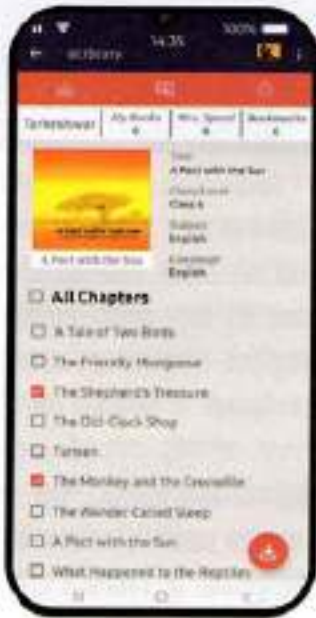 14:35
100%
Tarkeshwar
My Books
Bookmarks
Title
A Pact with the Sun
Class 6
Subject
English
Language
English
A Pact with the Sun
All Chapters
A Tale of Two Birds
The Friendly Mongoose
The Shepherd's Treasure
The Old-Clock Shop
Tansen
The Monkey and the Crocodile
The Wonder Called Sleep
A Pact with the Sun
What Happened to the Reptiles